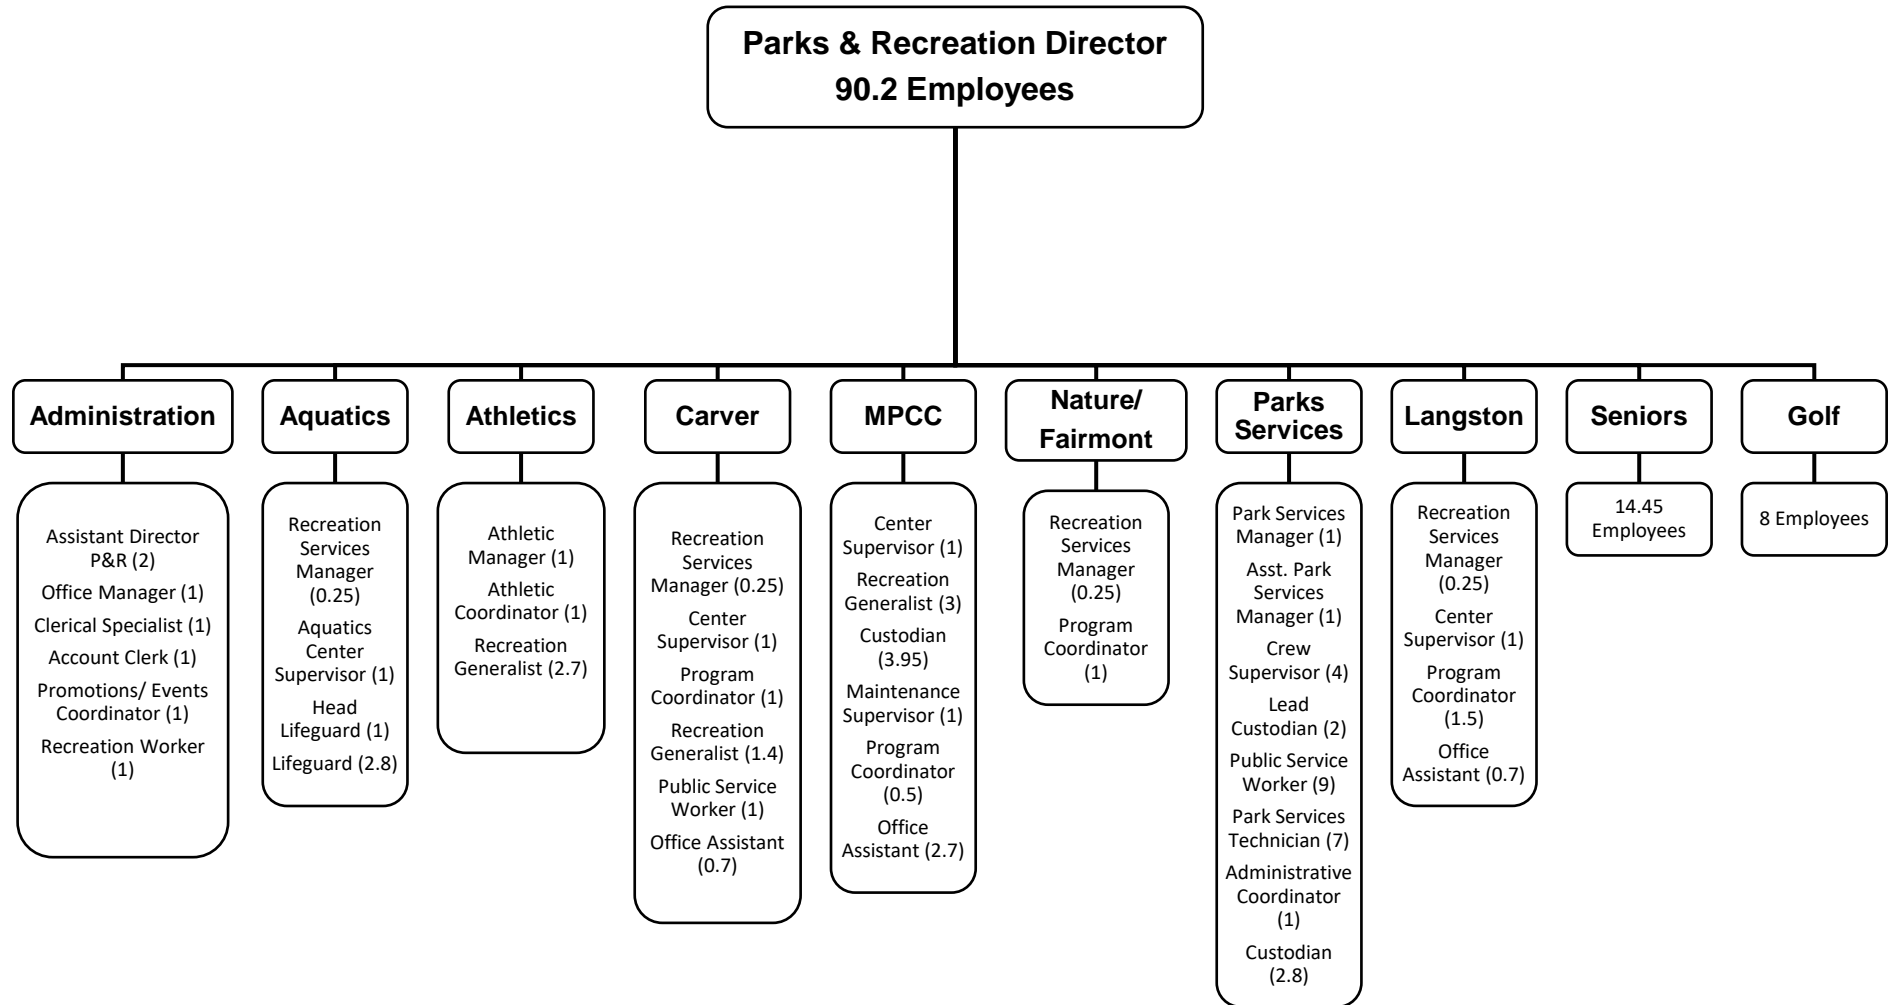 Parks & Recreation Director
90.2 Employees
Administration
Aquatics
Athletics
Carver
MPCC
Nature/
Fairmont
Parks
Services
Langston
Seniors
Golf
Assistant Director
P&R (2)
Office Manager (1)
Clerical Specialist (1)
Account Clerk (1)
Promotions/ Events
Coordinator (1)
Recreation Worker
(1)
Recreation
Services
Manager
(0.25)
Aquatics
Center
Supervisor (1)
Head
Lifeguard (1)
Lifeguard (2.8)
Athletic
Manager (1)
Athletic
Coordinator (1)
Recreation
Generalist (2.7)
Recreation
Services
Manager (0.25)
Center
Supervisor (1)
Program
Coordinator (1)
Recreation
Generalist (1.4)
Public Service
Worker (1)
Office Assistant
(0.7)
Center
Supervisor (1)
Recreation
Generalist (3)
Custodian
(3.95)
Maintenance
Supervisor (1)
Program
Coordinator
(0.5)
Office
Assistant (2.7)
Recreation
Services
Manager
(0.25)
Program
Coordinator
(1)
Park Services
Manager (1)
Asst. Park
Services
Manager (1)
Crew
Supervisor (4)
Lead
Custodian (2)
Public Service
Worker (9)
Park Services
Technician (7)
Administrative
Coordinator
(1)
Custodian
(2.8)
Recreation
Services
Manager
(0.25)
Center
Supervisor (1)
Program
Coordinator
(1.5)
Office
Assistant (0.7)
14.45
Employees
8 Employees